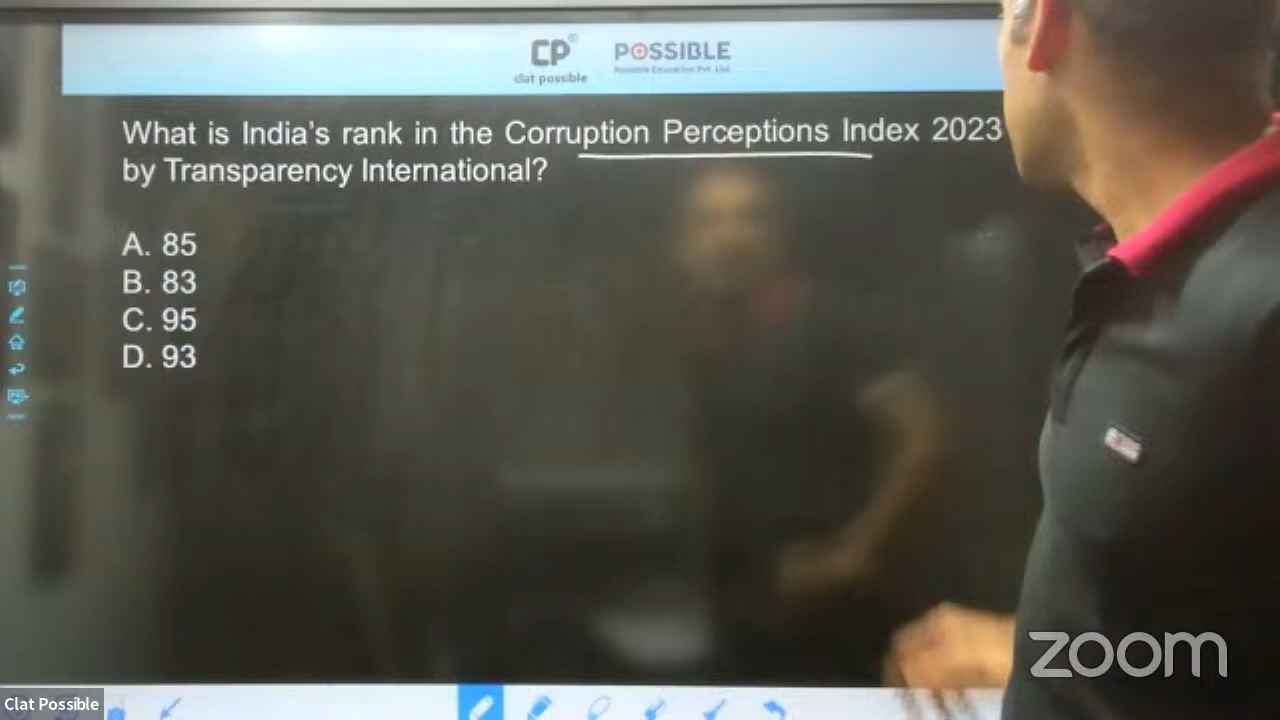 CP®
clat possible
POSSIBLE
What is India's rank in the Corruption Perceptions Index 2023
by Transparency International?
A. 85
B. 83
C. 95
D. 93
zoom
Clat Possible